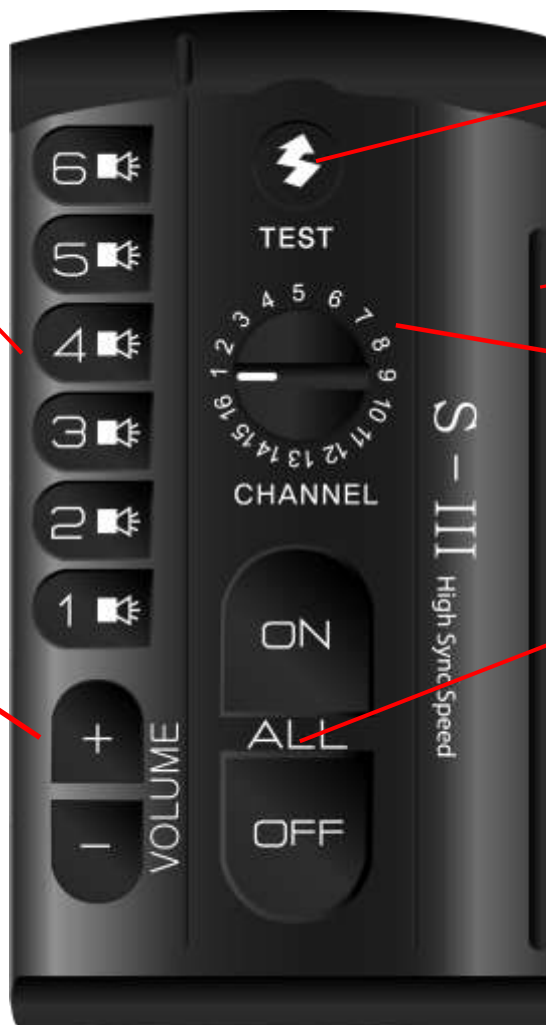 6
5
4
3
2
1
+
-
VOLUME
TEST
1 2 3 4 5 6 7 8 9 10 11 12 13 14 15 16
CHANNEL
ON
ALL
OFF
S - III High Sync Speed